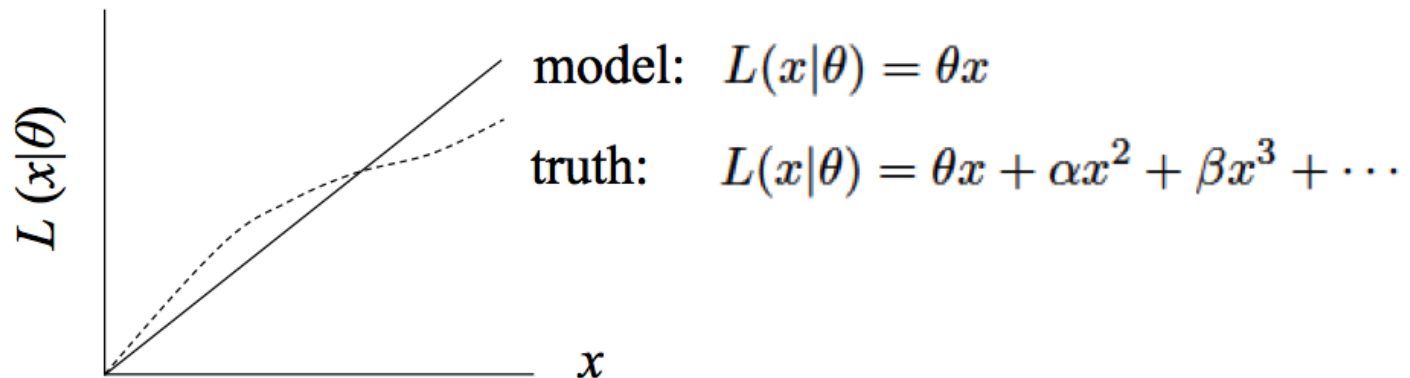 L (x|θ)
model: L(x|θ) = θx
truth: L(x|θ) = θx + αx² + βx³ + ···
x